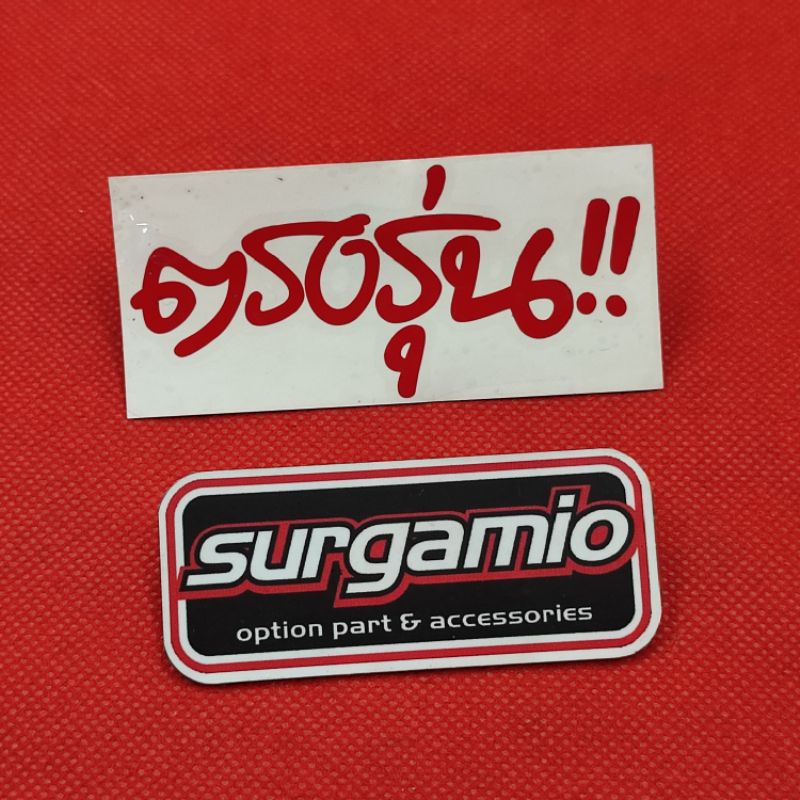 ตรงรุ่น!!
surgamio
option part & accessories